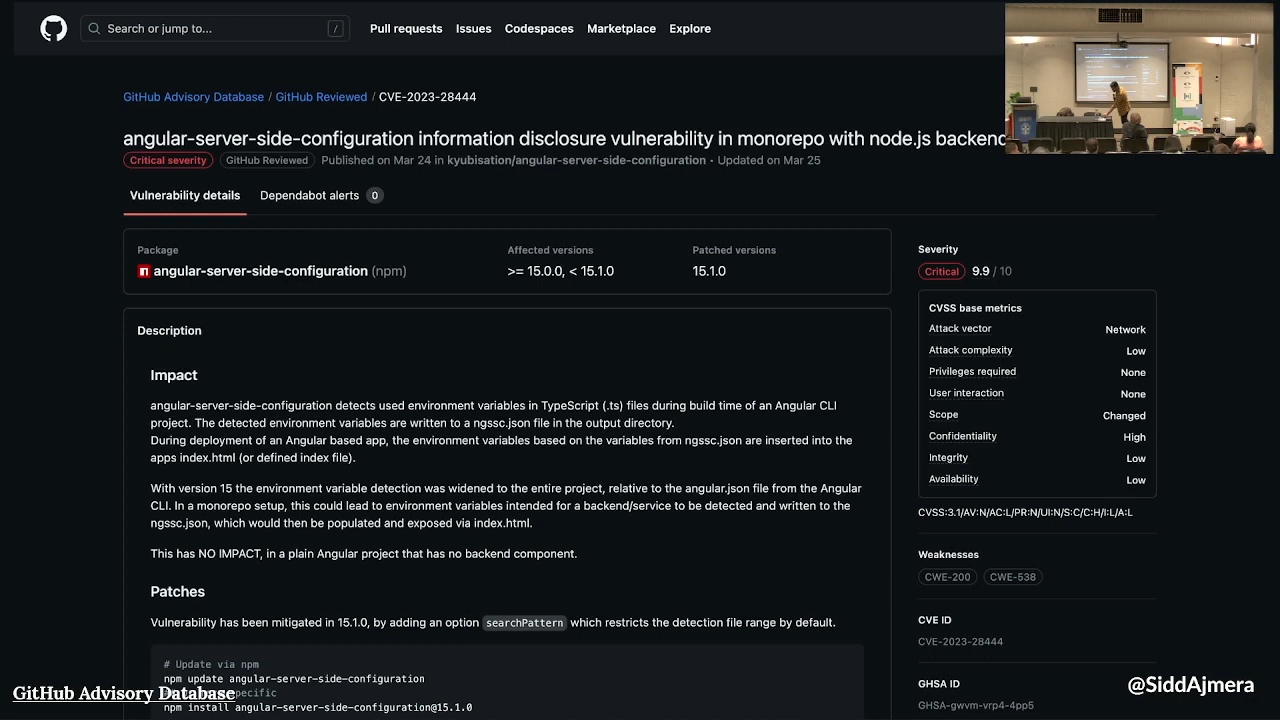 Search or jump to... /
Pull requests Issues Codespaces Marketplace Explore
GitHub Advisory Database / GitHub Reviewed / CVE-2023-28444
angular-server-side-configuration information disclosure vulnerability in monorepo with node.js backend
Critical severity GitHub Reviewed Published on Mar 24 in kyubisation/angular-server-side-configuration • Updated on Mar 25
Vulnerability details Dependabot alerts 0
Package Affected versions Patched versions
angular-server-side-configuration (npm) >= 15.0.0, < 15.1.0 15.1.0
Description
Impact
angular-server-side-configuration detects used environment variables in TypeScript (.ts) files during build time of an Angular CLI
project. The detected environment variables are written to a ngssc.json file in the output directory.
During deployment of an Angular based app, the environment variables based on the variables from ngssc.json are inserted into the
apps index.html (or defined index file).
With version 15 the environment variable detection was widened to the entire project, relative to the angular.json file from the Angular
CLI. In a monorepo setup, this could lead to environment variables intended for a backend/service to be detected and written to the
ngssc.json, which would then be populated and exposed via index.html.
This has NO IMPACT, in a plain Angular project that has no backend component.
Patches
Vulnerability has been mitigated in 15.1.0, by adding an option searchPattern which restricts the detection file range by default.
# Update via npm
npm update angular-server-side-configuration
pecific
npm install angular-server-side-configuration@15.1.0
Severity
Critical 9.9 / 10
CVSS base metrics
Attack vector Network
Attack complexity Low
Privileges required None
User interaction None
Scope Changed
Confidentiality High
Integrity Low
Availability Low
CVSS:3.1/AV:N/AC:L/PR:N/UI:N/S:C/C:H/I:L/A:L
Weaknesses
CWE-200 CWE-538
CVE ID
CVE-2023-28444
GHSA ID
GHSA-gwvm-vrp4-4pp5
GitHub Advisory Database
@SiddAjmera